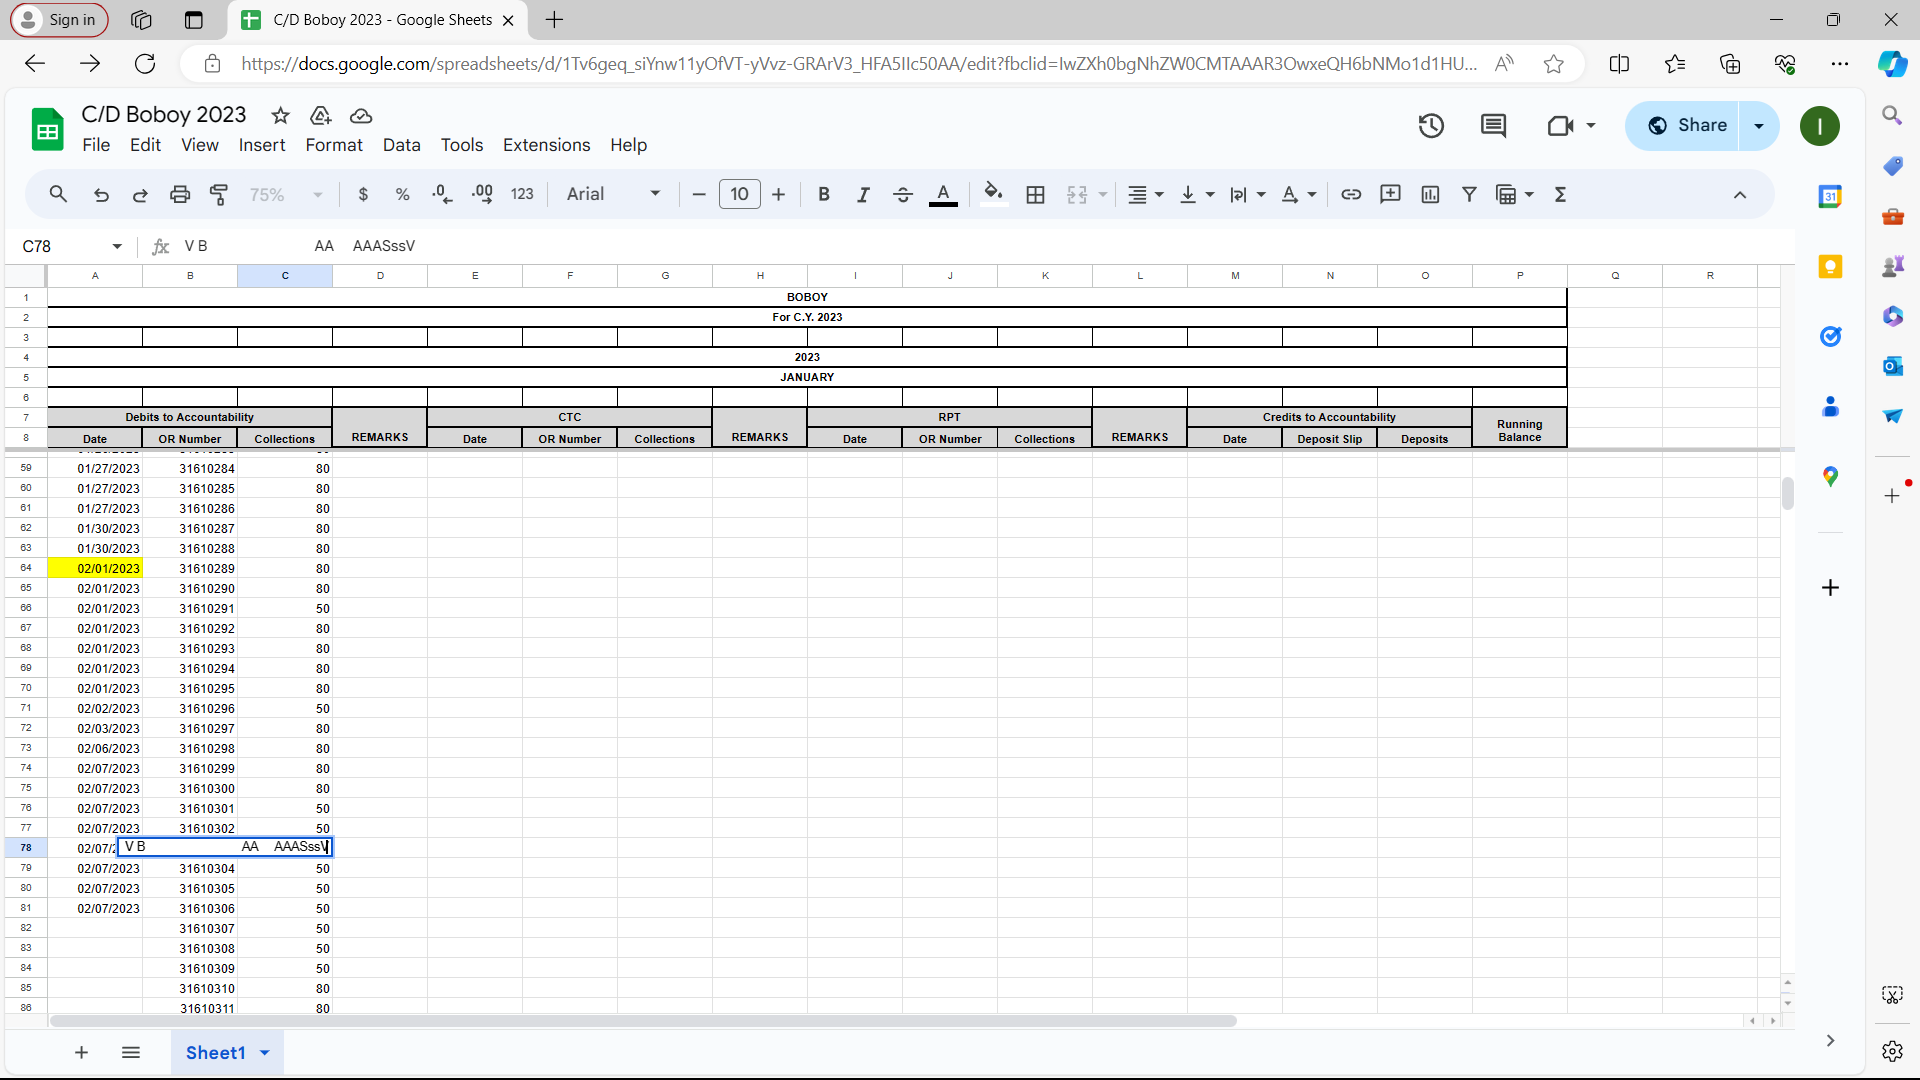 Sign in
C/D Boboy 2023 - Google Sheets
https://docs.google.com/spreadsheets/d/1Tv6geq_siYnw11yOfVT-yVvz-GRArV3_HFA5IIc50AA/edit?fbclid=IwZXh0bgNhZW0CMTAAAR3OwxeQH6bNMo1d1HU...
C/D Boboy 2023
File Edit View Insert Format Data Tools Extensions Help
Share
I
75% $ % .0 .00 123 Arial 10 B I S A Σ
31
C78 fx V B AA AAASssV
A B C D E F G H I J K L M N O P Q R
1 BOBOY
2 For C.Y. 2023
3
4 2023
5 JANUARY
6
7 Debits to Accountability REMARKS CTC REMARKS RPT REMARKS Credits to Accountability Running Balance
8 Date OR Number Collections Date OR Number Collections Date OR Number Collections Date Deposit Slip Deposits
59 01/27/2023 31610284 80
60 01/27/2023 31610285 80
61 01/27/2023 31610286 80
62 01/30/2023 31610287 80
63 01/30/2023 31610288 80
64 02/01/2023 31610289 80
65 02/01/2023 31610290 80
66 02/01/2023 31610291 50
67 02/01/2023 31610292 80
68 02/01/2023 31610293 80
69 02/01/2023 31610294 80
70 02/01/2023 31610295 80
71 02/02/2023 31610296 50
72 02/03/2023 31610297 80
73 02/06/2023 31610298 80
74 02/07/2023 31610299 80
75 02/07/2023 31610300 80
76 02/07/2023 31610301 50
77 02/07/2023 31610302 50
78 02/07/2 V B AA AAASssV
79 02/07/2023 31610304 50
80 02/07/2023 31610305 50
81 02/07/2023 31610306 50
82 31610307 50
83 31610308 50
84 31610309 50
85 31610310 80
86 31610311 80
Sheet1